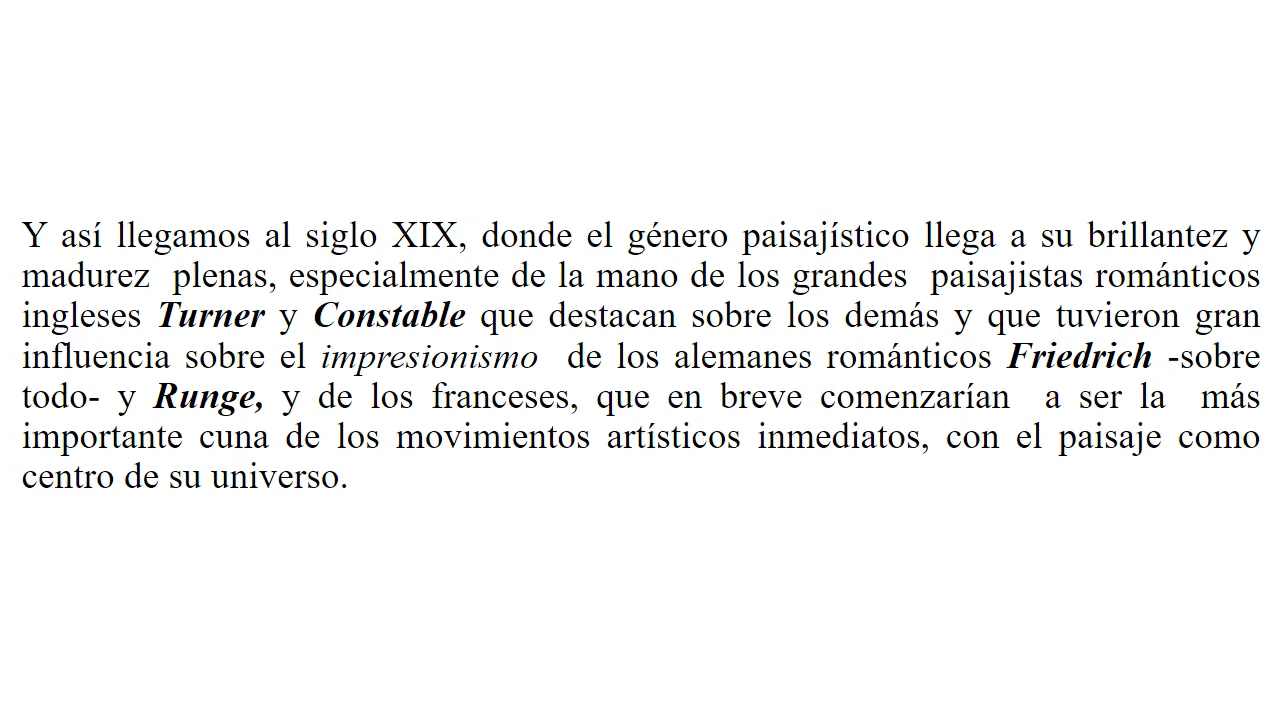 Y así llegamos al siglo XIX, donde el género paisajístico llega a su brillantez y
madurez plenas, especialmente de la mano de los grandes paisajistas románticos
ingleses Turner y Constable que destacan sobre los demás y que tuvieron gran
influencia sobre el impresionismo de los alemanes románticos Friedrich -sobre
todo- y Runge, y de los franceses, que en breve comenzarían a ser la más
importante cuna de los movimientos artísticos inmediatos, con el paisaje como
centro de su universo.